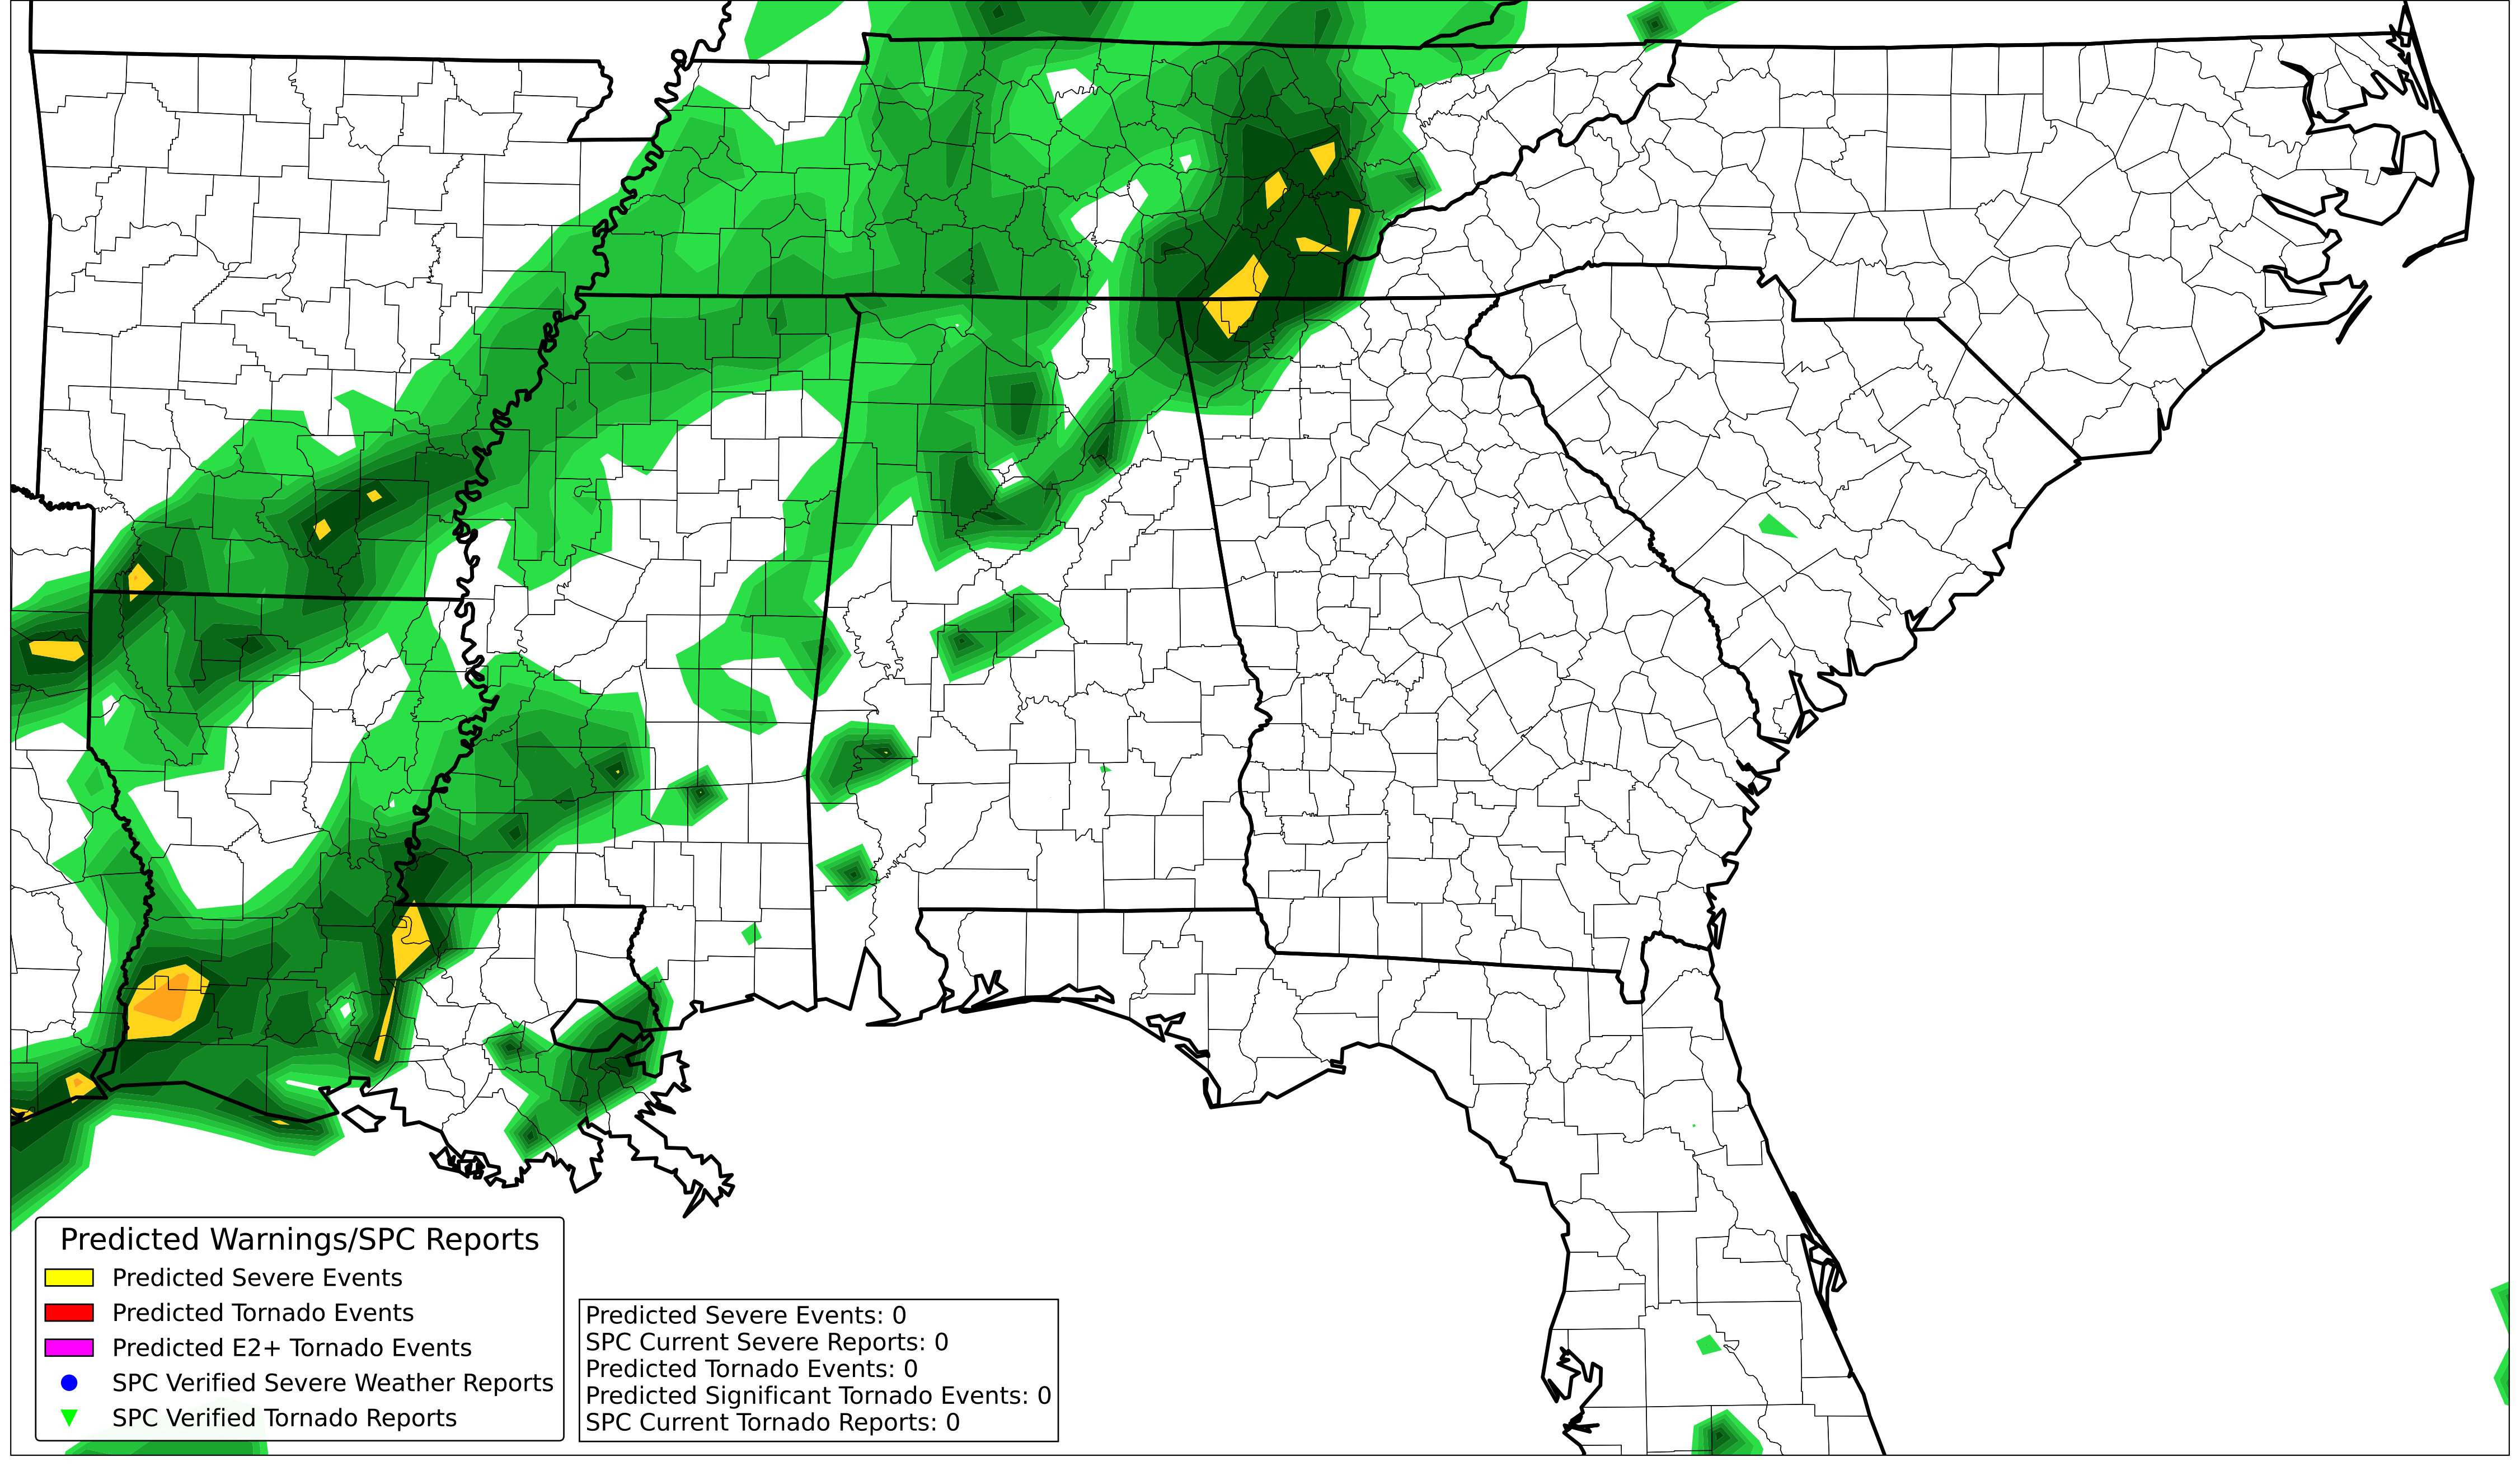 Predicted Warnings/SPC Reports
Predicted Severe Events
Predicted Tornado Events
Predicted E2+ Tornado Events
SPC Verified Severe Weather Reports
SPC Verified Tornado Reports
Predicted Severe Events: 0
SPC Current Severe Reports: 0
Predicted Tornado Events: 0
Predicted Significant Tornado Events: 0
SPC Current Tornado Reports: 0